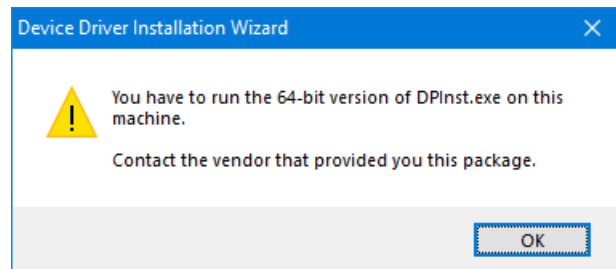 Device Driver Installation Wizard
You have to run the 64-bit version of DPInst.exe on this
machine.
Contact the vendor that provided you this package.
OK